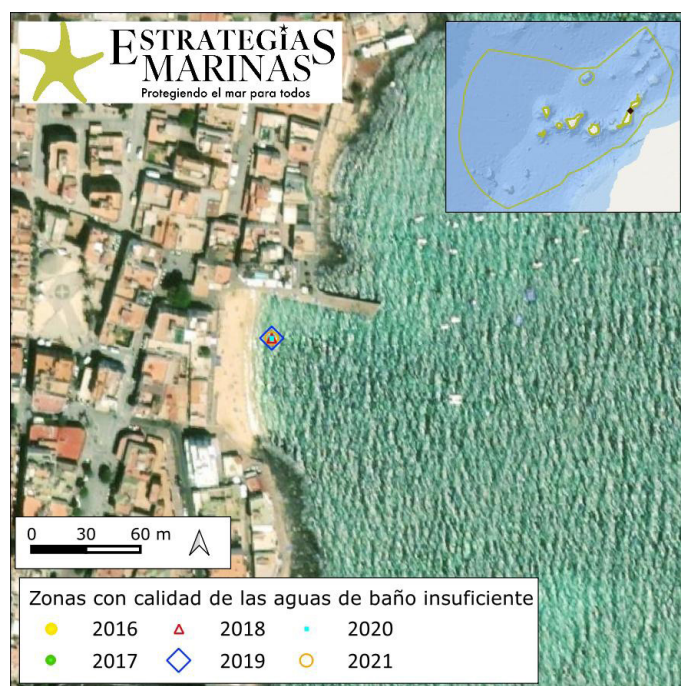 ESTRATEGIAS
MARINAS
Protegiendo el mar para todos
0 30 60 m
Zonas con calidad de las aguas de baño insuficiente
2016 2018 2020
2017 2019 2021